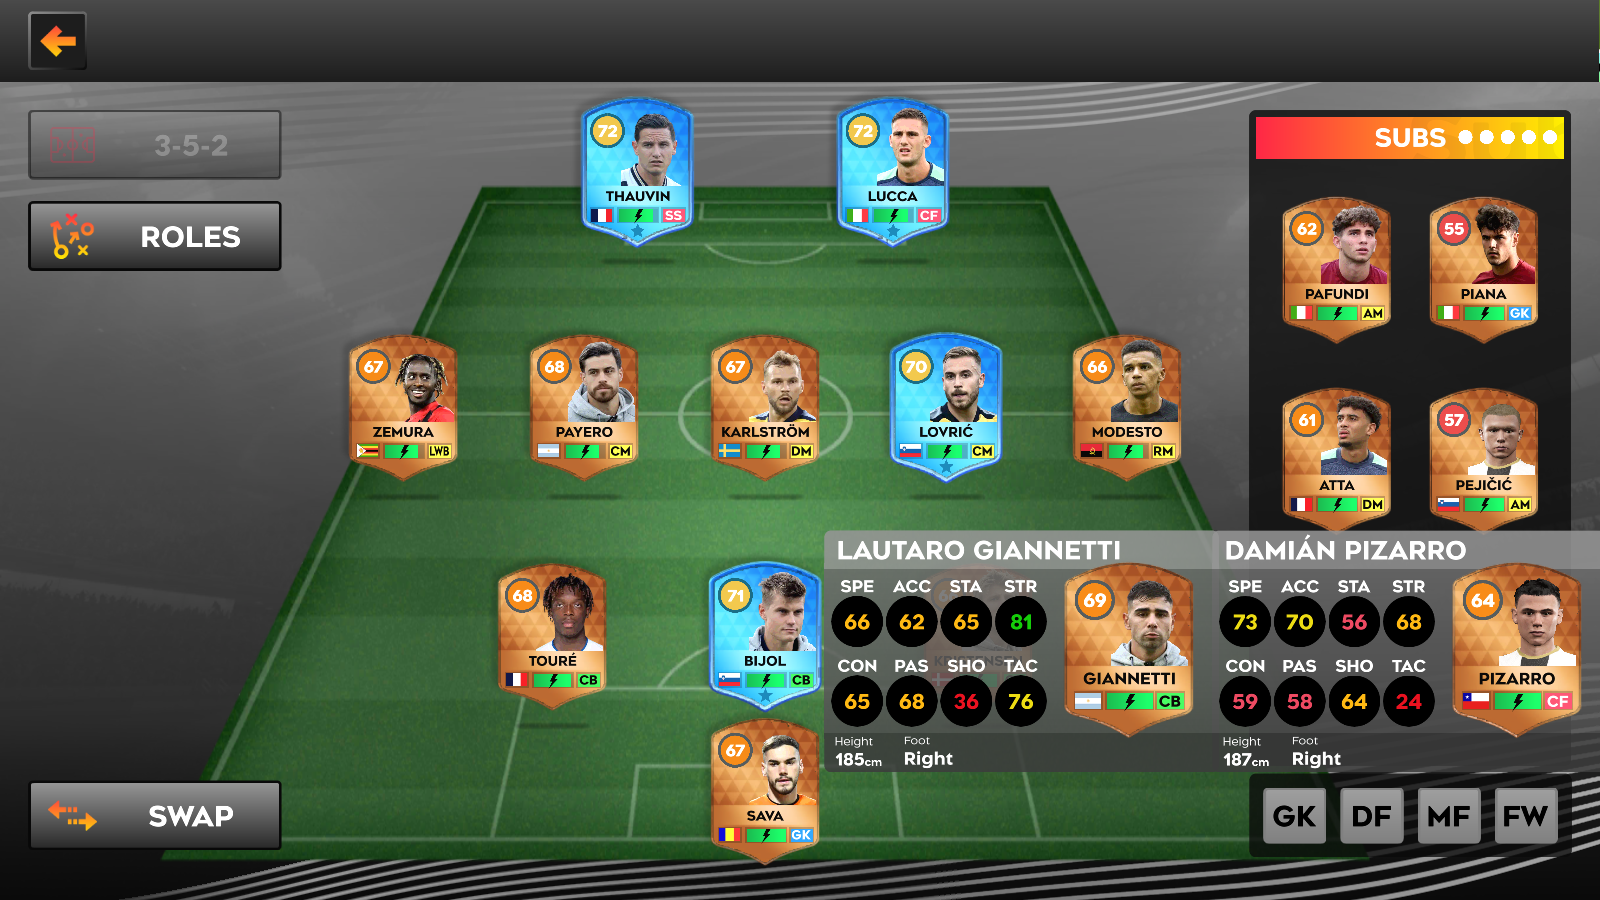 3-5-2
ROLES
SWAP
72
THAUVIN
SS
72
LUCCA
CF
67
ZEMURA
LWB
68
PAYERO
CM
67
KARLSTRÖM
DM
70
LOVRIĆ
CM
66
MODESTO
RM
68
TOURÉ
CB
71
BIJOL
CB
KRISTENSEN
67
SAVA
GK
SUBS
62
PAFUNDI
AM
55
PIANA
GK
61
ATTA
DM
57
PEJIČIĆ
AM
LAUTARO GIANNETTI
SPE ACC STA STR
66 62 65 81
CON PAS SHO TAC
65 68 36 76
Height Foot
185cm Right
69
GIANNETTI
CB
DAMIÁN PIZARRO
SPE ACC STA STR
73 70 56 68
CON PAS SHO TAC
59 58 64 24
Height Foot
187cm Right
64
PIZARRO
CF
GK DF MF FW